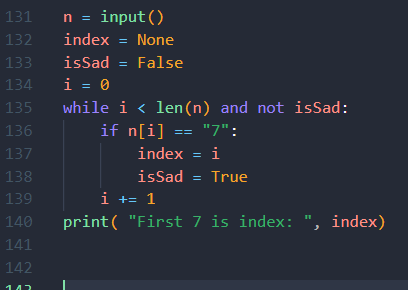 131 n = input()
132 index = None
133 isSad = False
134 i = 0
135 while i < len(n) and not isSad:
136     if n[i] == "7":
137         index = i
138         isSad = True
139     i += 1
140 print( "First 7 is index: ", index)
141
142
143